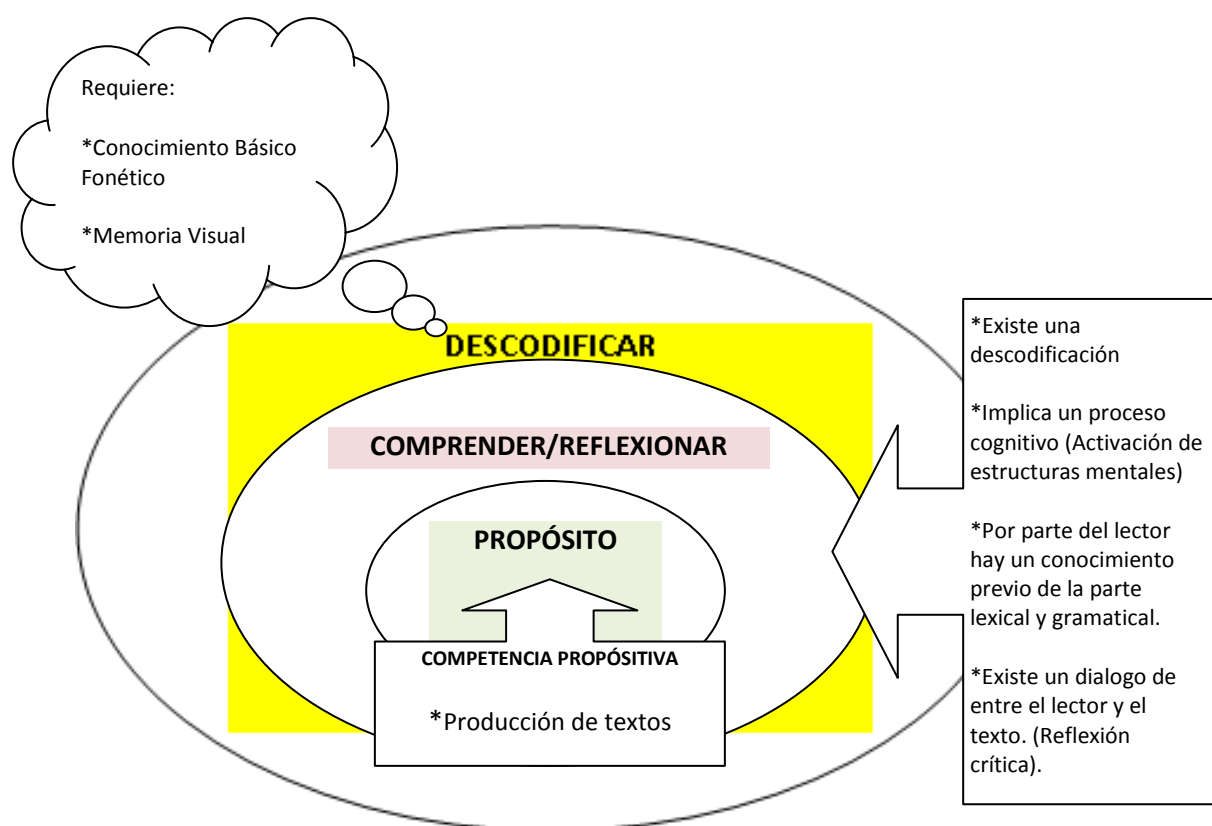 Requiere:
*Conocimiento Básico
Fonético
*Memoria Visual
DESCODIFICAR
COMPRENDER/REFLEXIONAR
PROPÓSITO
COMPETENCIA PROPÓSITIVA
*Producción de textos
*Existe una
descodificación
*Implica un proceso
cognitivo (Activación de
estructuras mentales)
*Por parte del lector
hay un conocimiento
previo de la parte
lexical y gramatical.
*Existe un dialogo de
entre el lector y el
texto. (Reflexión
crítica).